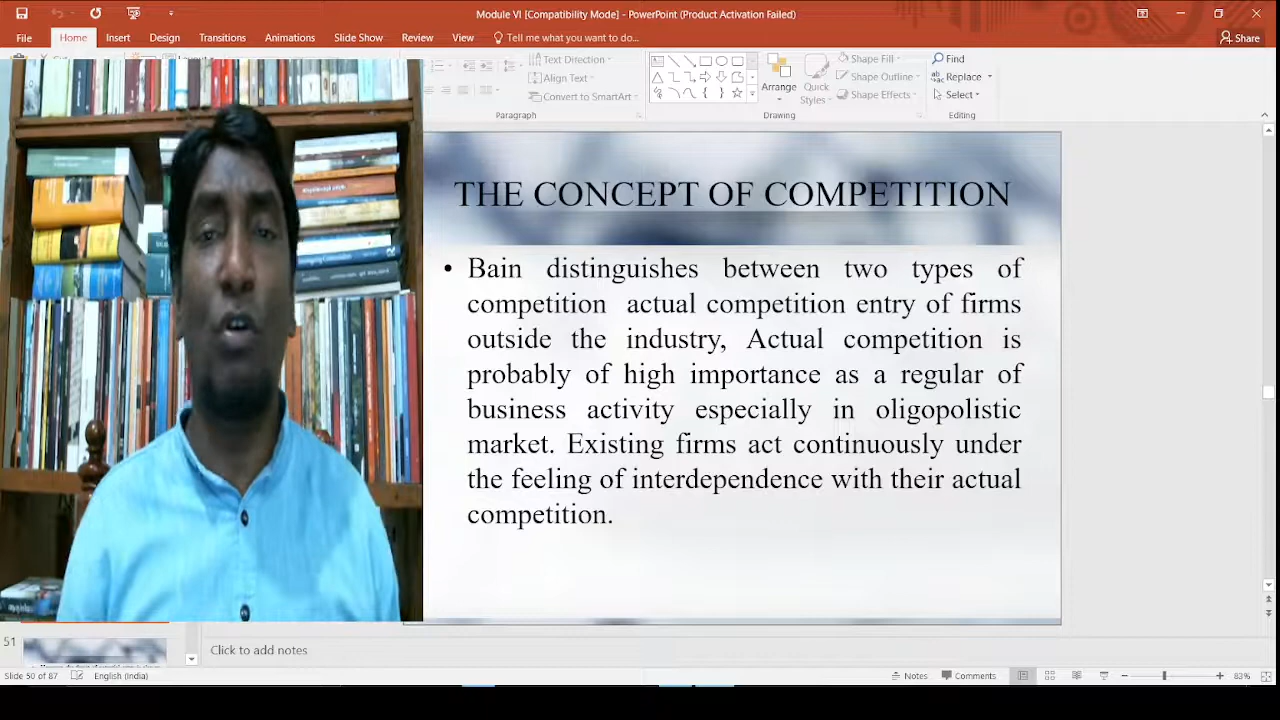 Module VI [Compatibility Mode] - PowerPoint (Product Activation Failed)
File Home Insert Design Transitions Animations Slide Show Review View Tell me what you want to do... Share
Text Direction
Align Text
Convert to SmartArt
Paragraph
Arrange
Quick Styles
Shape Fill
Shape Outline
Shape Effects
Drawing
Find
Replace
Select
Editing
THE CONCEPT OF COMPETITION
• Bain distinguishes between two types of
competition actual competition entry of firms
outside the industry, Actual competition is
probably of high importance as a regular of
business activity especially in oligopolistic
market. Existing firms act continuously under
the feeling of interdependence with their actual
competition.
51
Click to add notes
Slide 50 of 87 English (India) Notes Comments 83%